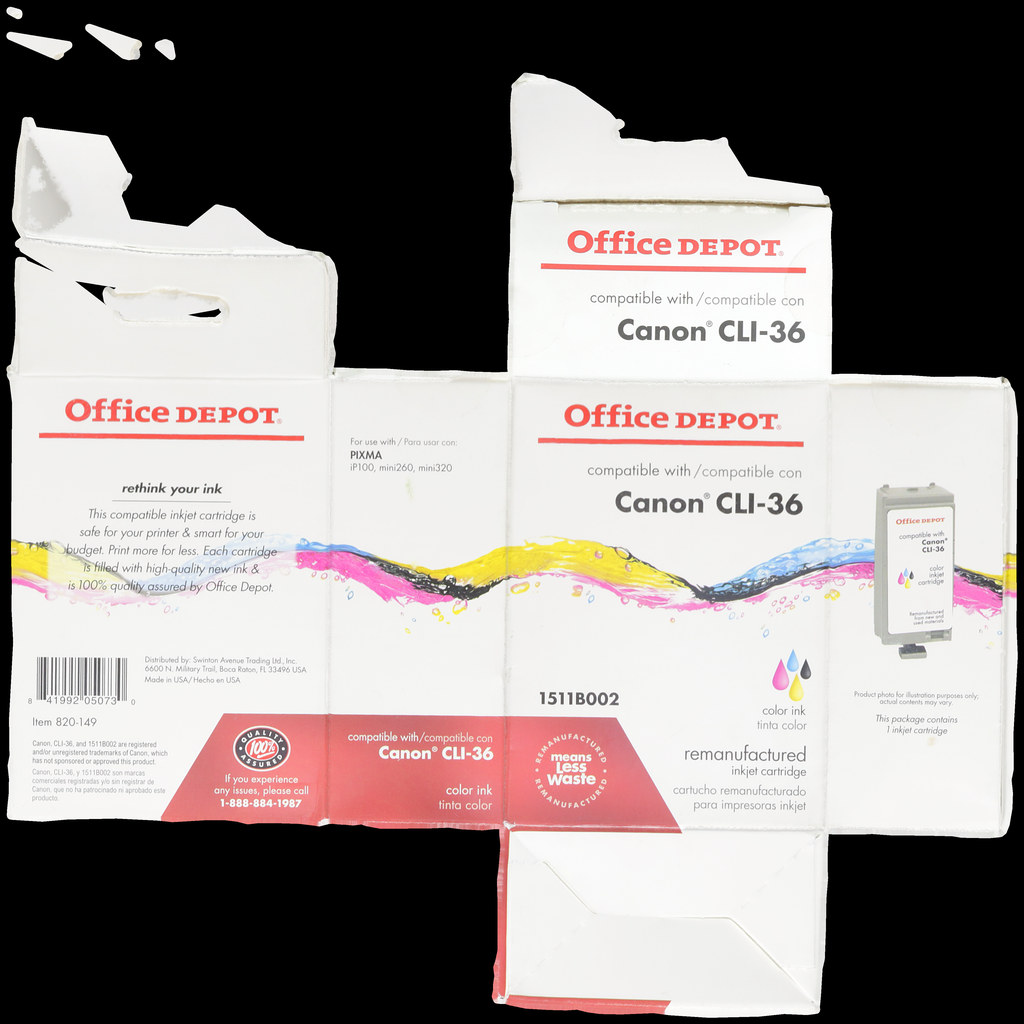 Office DEPOT®
compatible with / compatible con
Canon® CLI-36
Office DEPOT®
rethink your ink
This compatible inkjet cartridge is
safe for your printer & smart for your
budget. Print more for less. Each cartridge
is filled with high-quality new ink &
is 100% quality assured by Office Depot.
8 41992 05073 0
Item 820-149
Distributed by: Swinton Avenue Trading Ltd., Inc.
6600 N. Military Trail, Boca Raton, FL 33496 USA
Made in USA/Hecho en USA
Canon, CLI-36, and 1511B002 are registered
and/or unregistered trademarks of Canon, which
has not sponsored or approved this product.
Canon, CLI-36, y 1511B002 son marcas
comerciales registradas y/o sin registrar de
Canon, que no ha patrocinado ni aprobado este
producto.
QUALITY
100%
ASSURED
If you experience
any issues, please call
1-888-884-1987
For use with / Para usar con:
PIXMA
iP100, mini260, mini320
compatible with/compatible con
Canon® CLI-36
color ink
tinta color
Office DEPOT®
compatible with / compatible con
Canon® CLI-36
1511B002
color ink
tinta color
REMANUFACTURED
means
Less
Waste
REMANUFACTURED
remanufactured
inkjet cartridge
cartucho remanufacturado
para impresoras inkjet
Office DEPOT
compatible with
Canon®
CLI-36
color
inkjet
cartridge
Remanufactured
from new and
used materials
Product photo for illustration purposes only;
actual contents may vary.
This package contains
1 inkjet cartridge